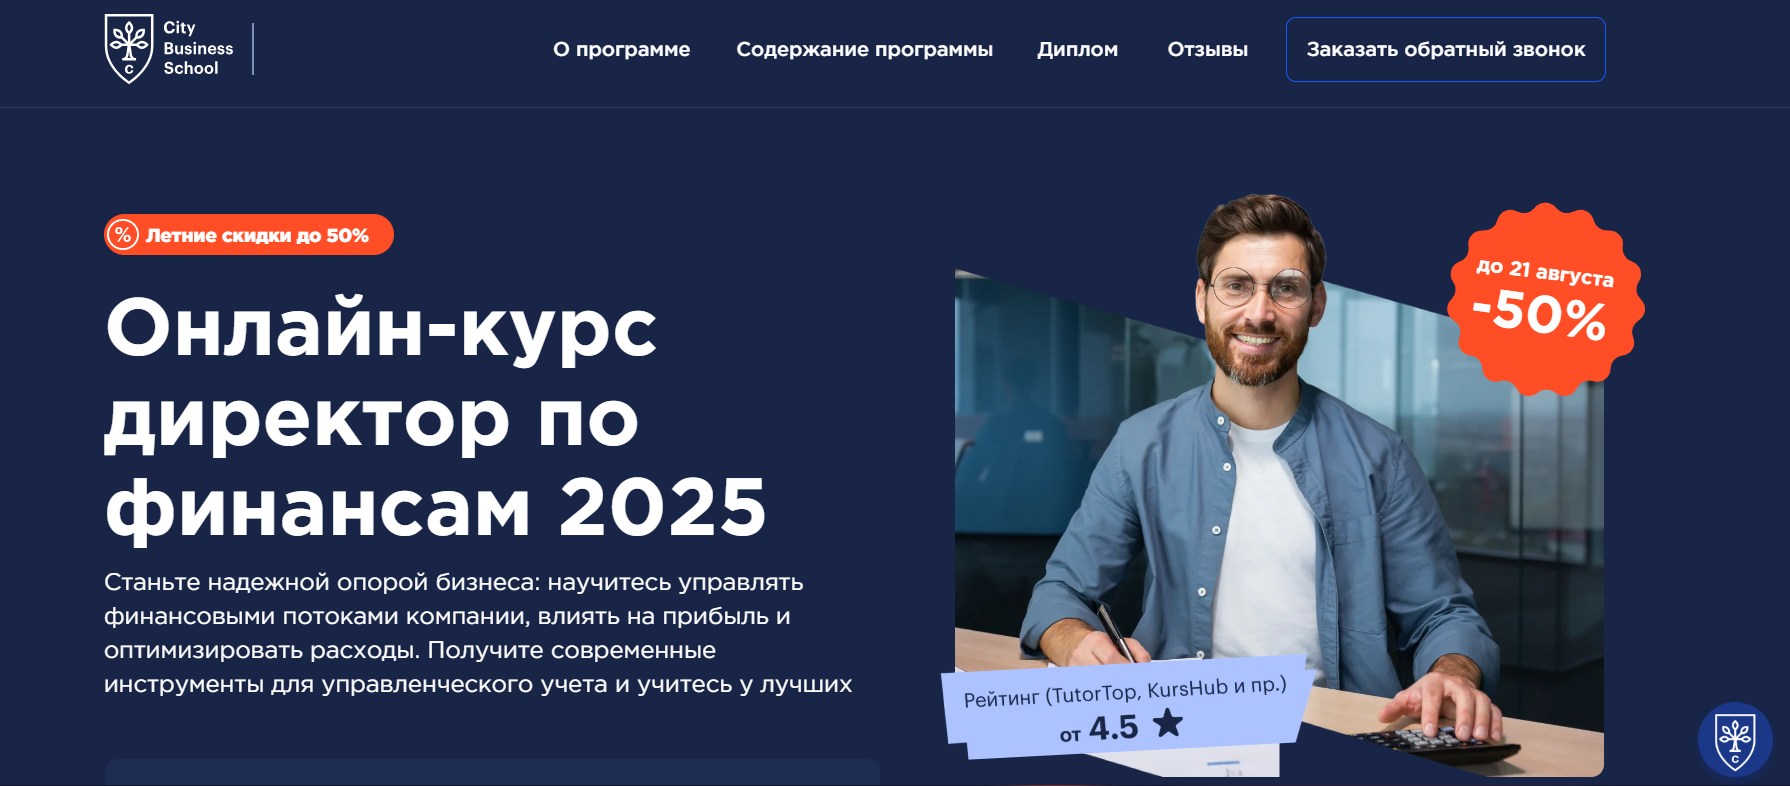 City
Business
School
C
О программе
Содержание программы
Диплом
Отзывы
Заказать обратный звонок
% Летние скидки до 50%
Онлайн-курс
директор по
финансам 2025
Станьте надежной опорой бизнеса: научитесь управлять
финансовыми потоками компании, влиять на прибыль и
оптимизировать расходы. Получите современные
инструменты для управленческого учета и учитесь у лучших
до 21 августа
-50%
Рейтинг (TutorTop, KursHub и пр.)
от 4.5 ★
C